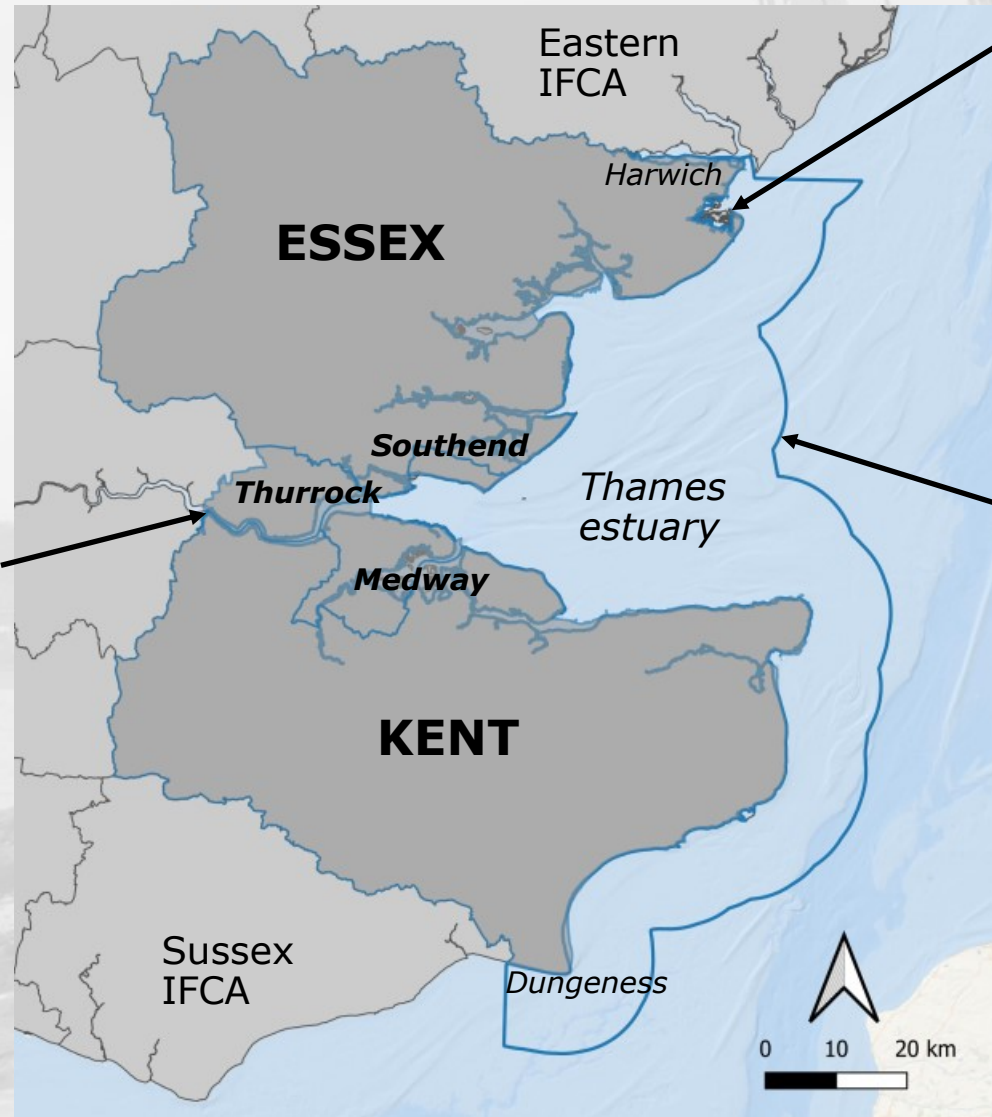 Eastern
IFCA
Harwich
ESSEX
Southend
Thurrock
Thames
estuary
Medway
KENT
Sussex
IFCA
Dungeness
0 10 20 km